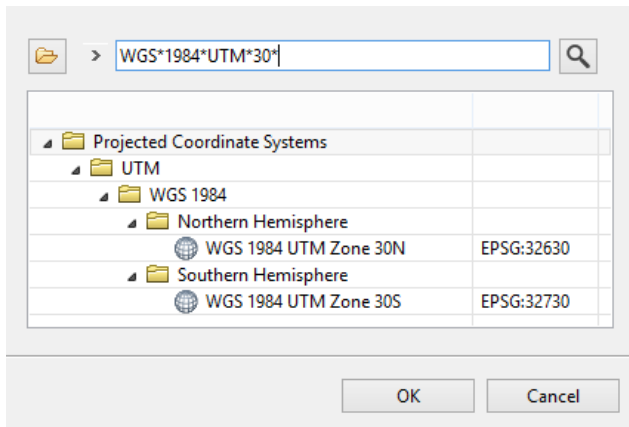 > WGS*1984*UTM*30*
Projected Coordinate Systems
UTM
WGS 1984
Northern Hemisphere
WGS 1984 UTM Zone 30N EPSG:32630
Southern Hemisphere
WGS 1984 UTM Zone 30S EPSG:32730
OK Cancel